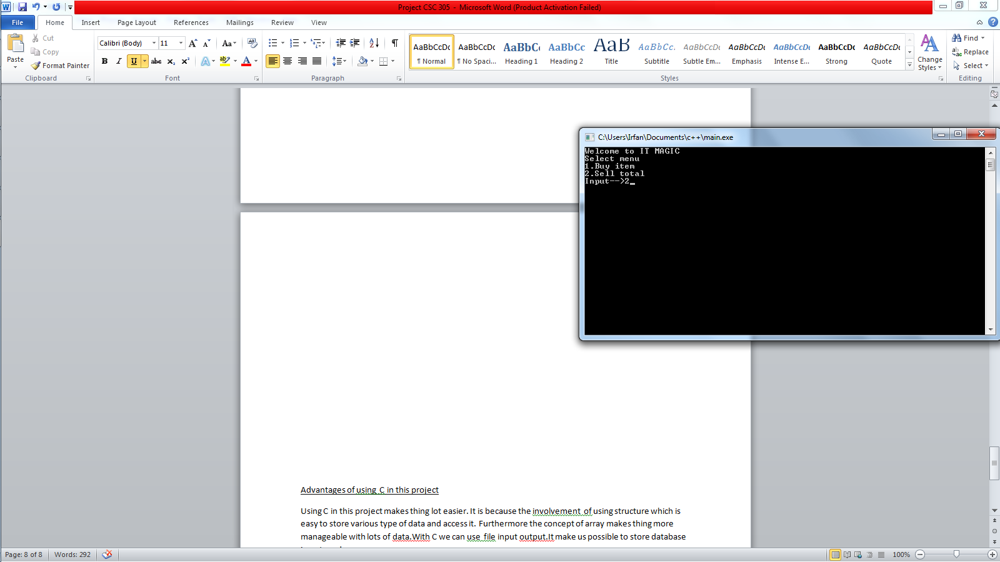 Project CSC 305 - Microsoft Word (Product Activation Failed)
File Home Insert Page Layout References Mailings Review View
Paste
Cut
Copy
Format Painter
Clipboard
Calibri (Body) 11
Font
Paragraph
AaBbCcDc AaBbCcDc AaBbCc AaBbCc AaB AaBbCc. AaBbCcDc AaBbCcDc AaBbCcDc AaBbCcDc AaBbCcDc
¶ Normal ¶ No Spaci... Heading 1 Heading 2 Title Subtitle Subtle Em... Emphasis Intense E... Strong Quote
Change
Styles
Styles
Find
Replace
Select
Editing
C:\Users\Irfan\Documents\c++\main.exe
Welcome to IT MAGIC
Select menu
1.Buy item
2.Sell total
Input-->2_
Advantages of using C in this project
Using C in this project makes thing lot easier. It is because the involvement of using structure which is
easy to store various type of data and access it. Furthermore the concept of array makes thing more
manageable with lots of data.With C we can use file input output.It make us possible to store database
Page: 8 of 8 Words: 292 100%